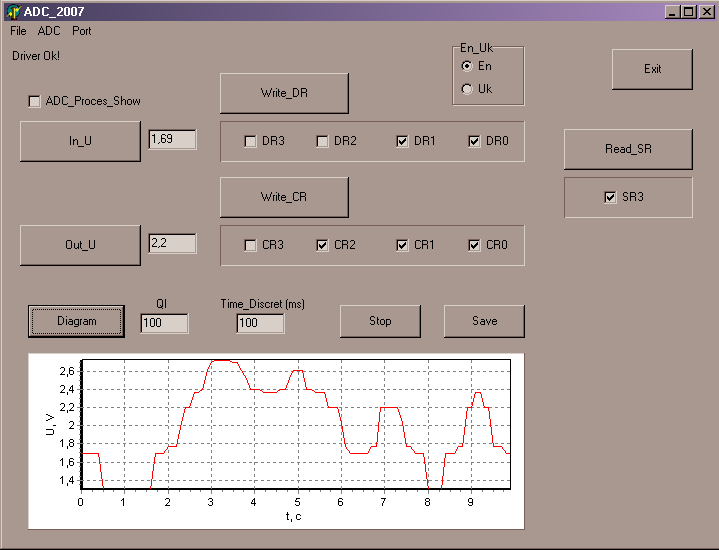 ADC_2007
File ADC Port
Driver Ok!
En_Uk
En
Uk
Exit
ADC_Proces_Show
Write_DR
In_U
1,69
DR3 DR2 DR1 DR0
Read_SR
SR3
Write_CR
Out_U
2,2
CR3 CR2 CR1 CR0
Diagram
QI
100
Time_Discret (ms)
100
Stop
Save
U, V
2,6
2,4
2,2
2
1,8
1,6
1,4
0 1 2 3 4 5 6 7 8 9
t, c